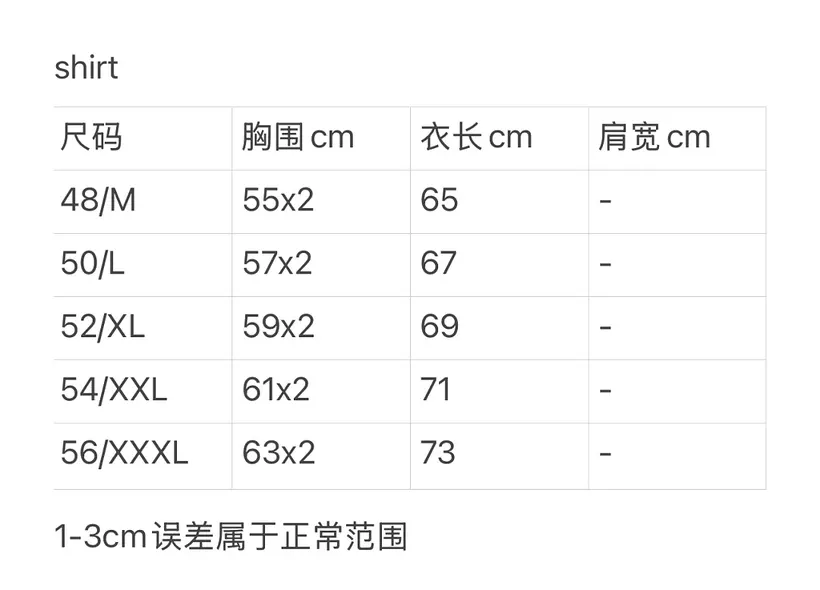 shirt
尺码 胸围cm 衣长cm 肩宽cm
48/M 55x2 65 -
50/L 57x2 67 -
52/XL 59x2 69 -
54/XXL 61x2 71 -
56/XXXL 63x2 73 -
1-3cm误差属于正常范围